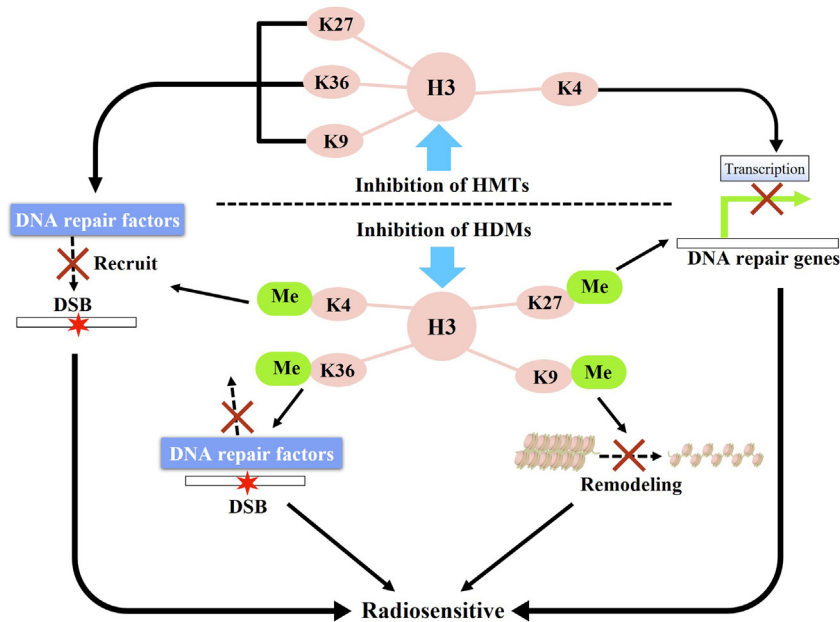 K27
K36
H3
K4
K9
Inhibition of HMTs
Transcription
DNA repair factors
Inhibition of HDMs
Recruit
DNA repair genes
DSB
Me
K4
H3
K27
Me
Me
K36
K9
Me
DNA repair factors
DSB
Remodeling
Radiosensitive